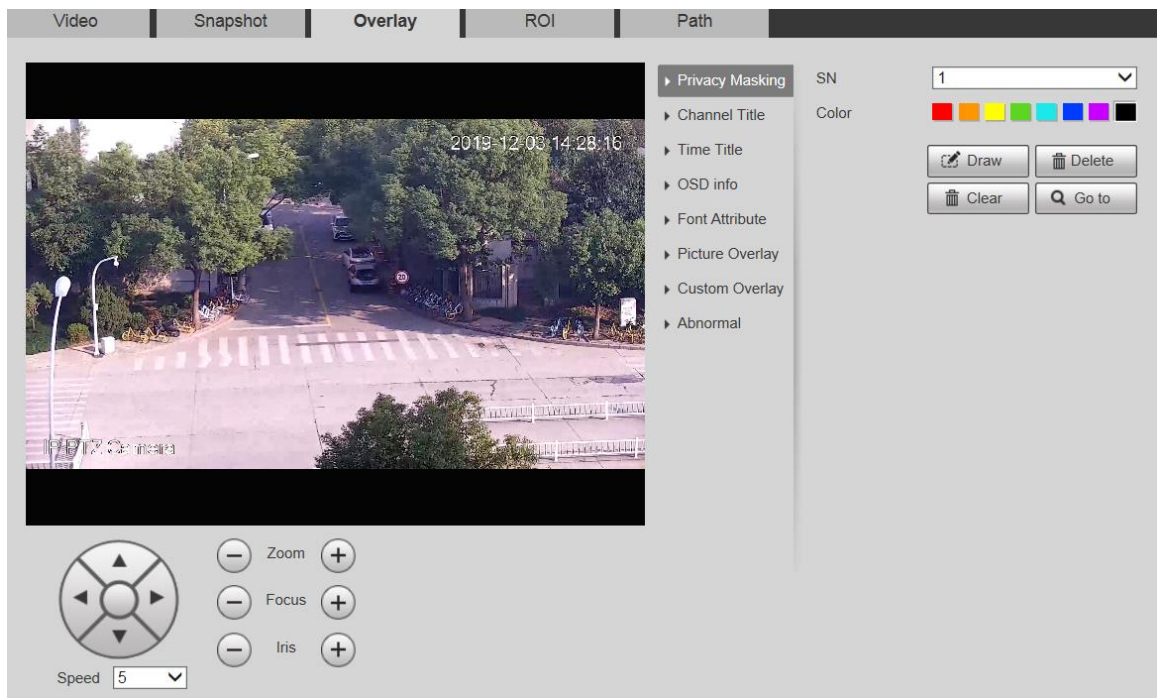 Video Snapshot Overlay ROI Path
2019-12-03 14:28:16
20
IP PTZ Camera
Privacy Masking
Channel Title
Time Title
OSD info
Font Attribute
Picture Overlay
Custom Overlay
Abnormal
SN 1
Color
Draw Delete
Clear Go to
Zoom
Focus
Iris
Speed 5